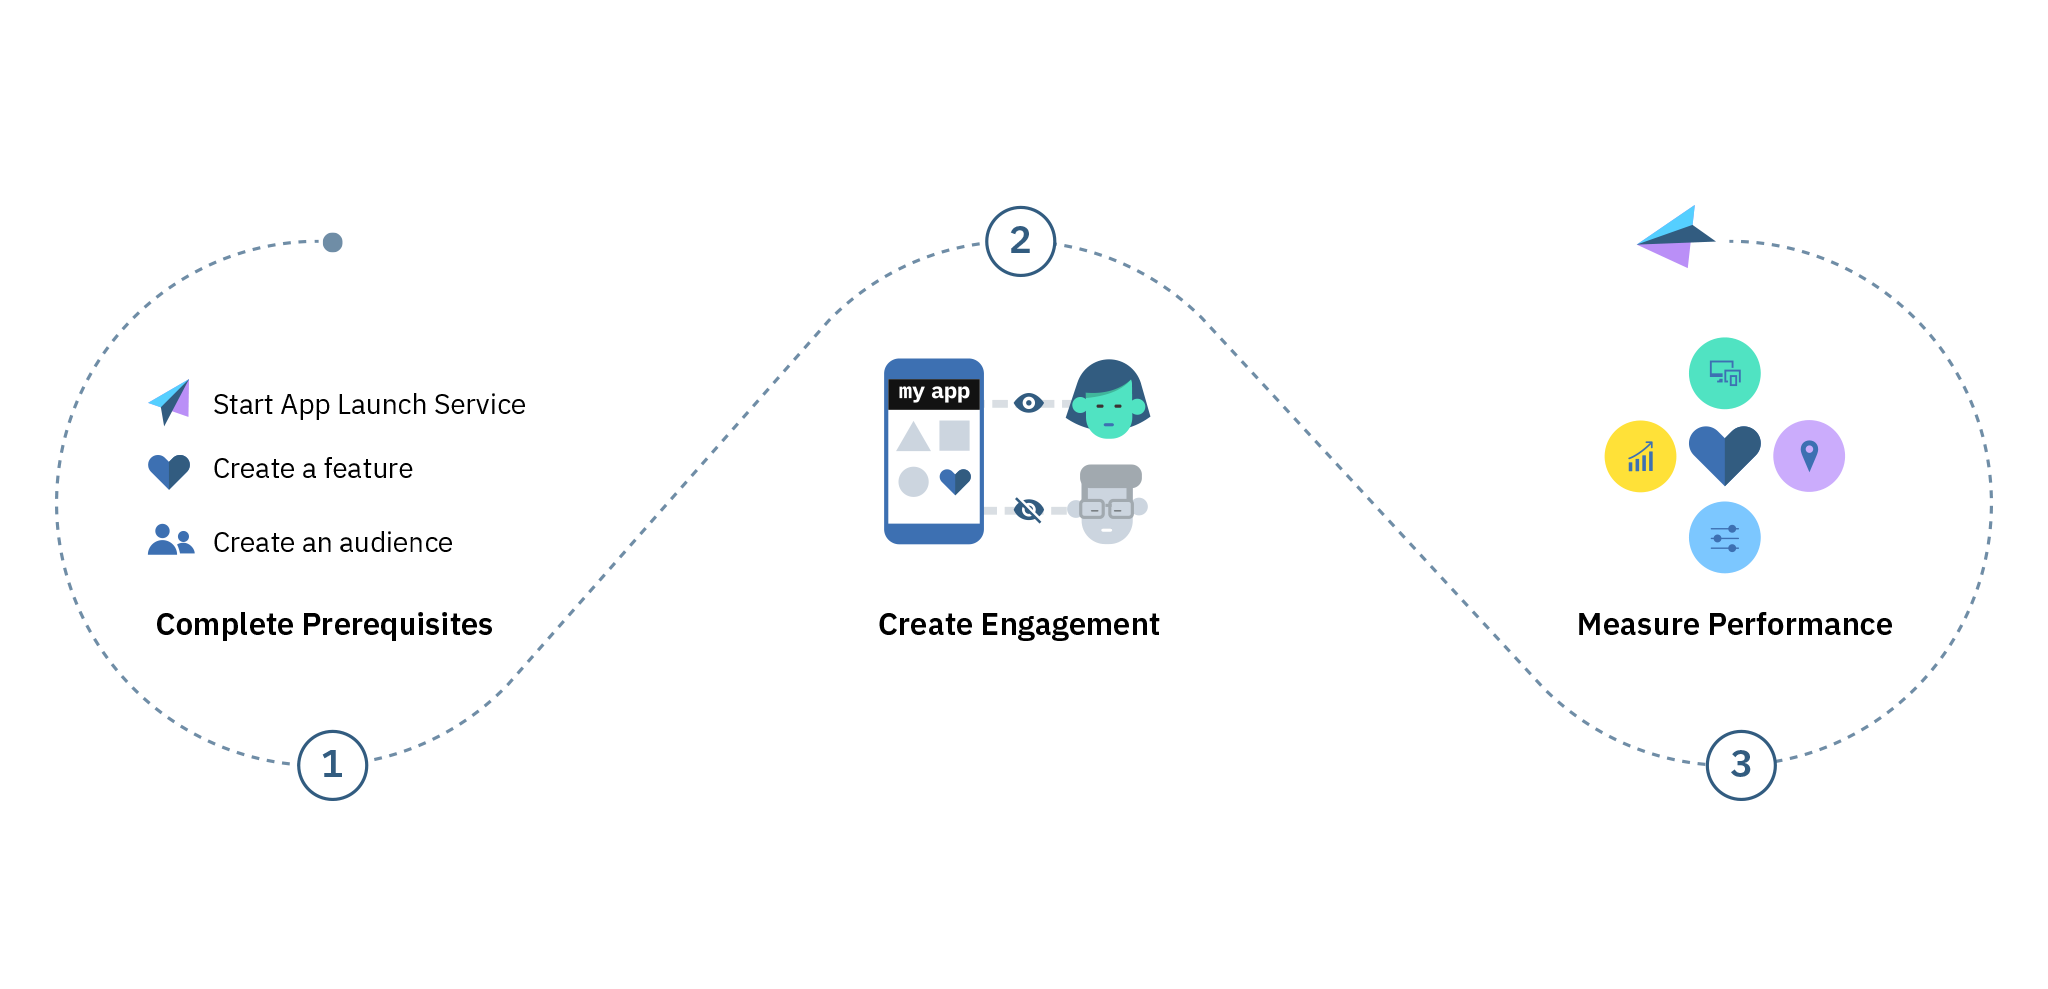 Start App Launch Service
Create a feature
Create an audience
Complete Prerequisites
1
2
my app
Create Engagement
Measure Performance
3